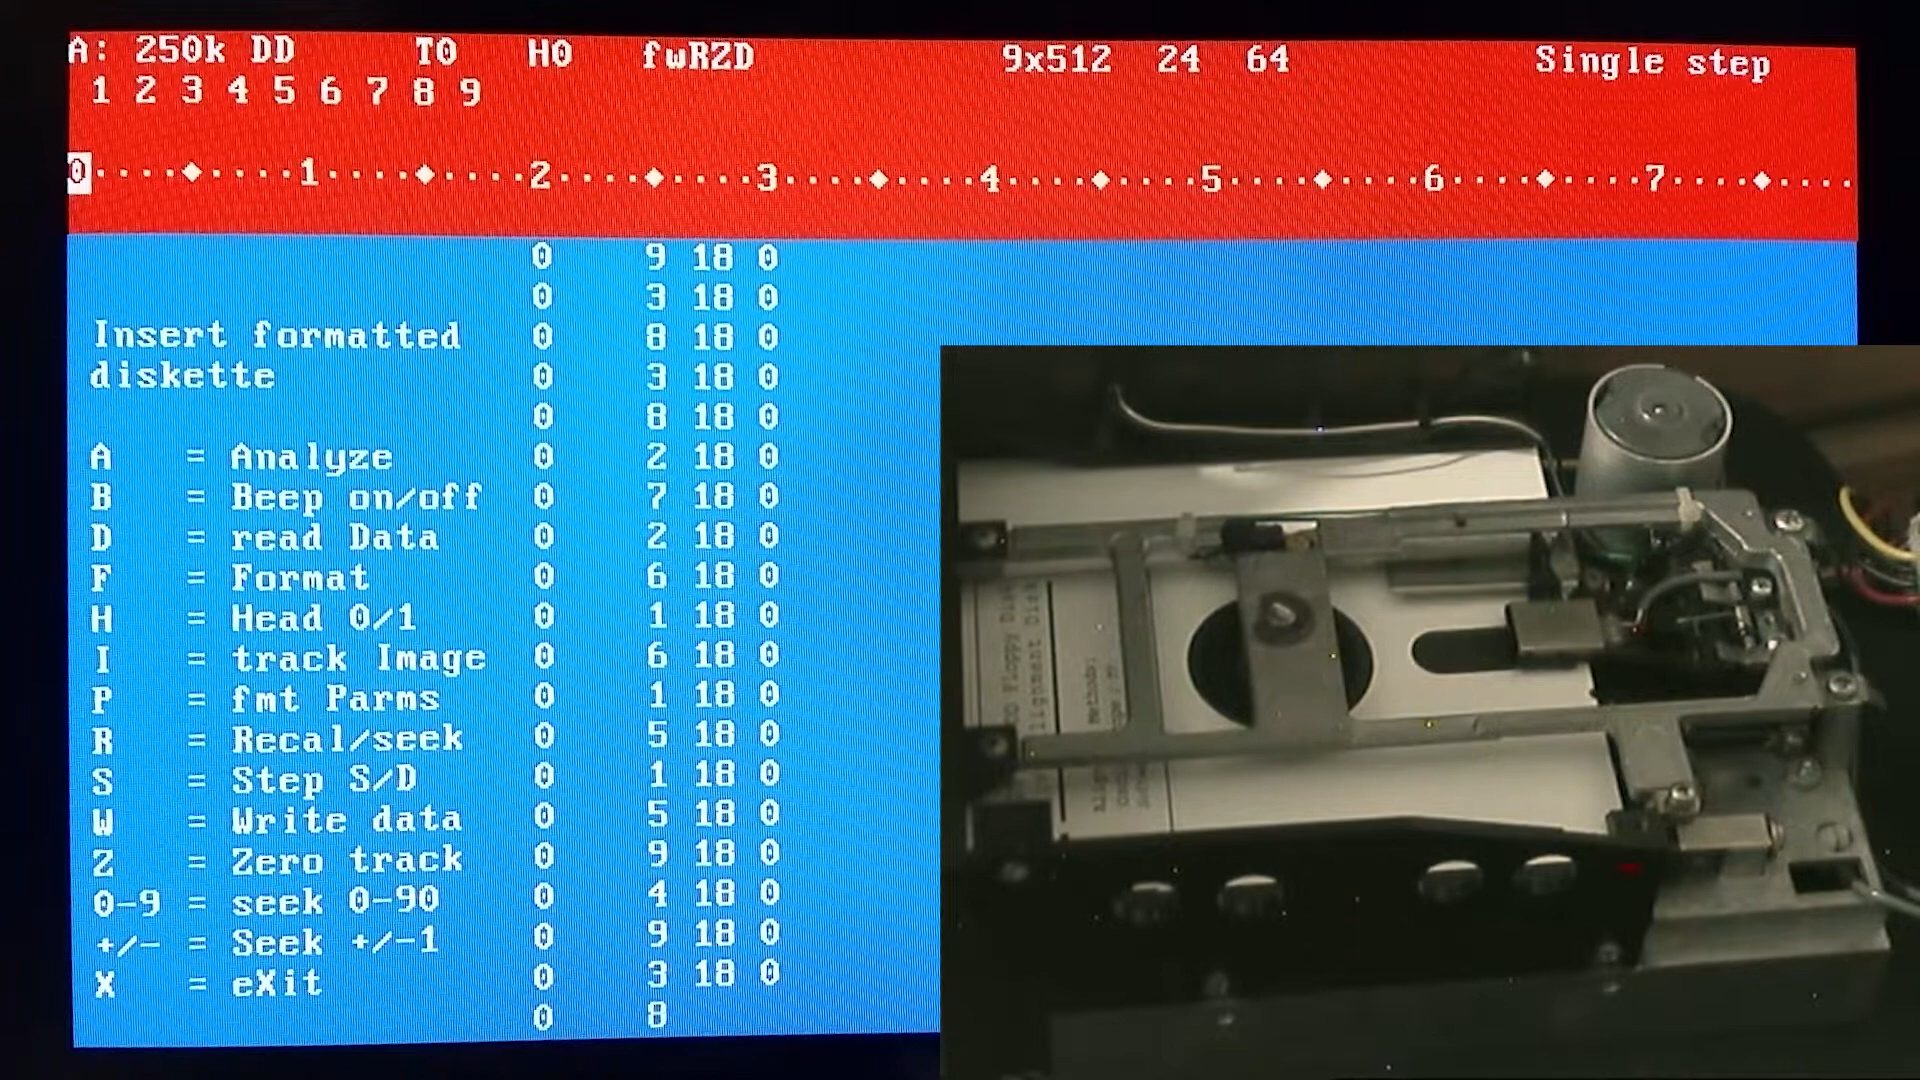 A: 250k DD T0 H0 fwRZD 9x512 24 64 Single step
1 2 3 4 5 6 7 8 9
0····♦····1····♦····2····♦····3····♦····4····♦····5····♦····6····♦····7····♦····
0 9 18 0
0 3 18 0
Insert formatted 0 8 18 0
diskette 0 3 18 0
0 8 18 0
A = Analyze 0 2 18 0
B = Beep on/off 0 7 18 0
D = read Data 0 2 18 0
F = Format 0 6 18 0
H = Head 0/1 0 1 18 0
I = track Image 0 6 18 0
P = fmt Parms 0 1 18 0
R = Recal/seek 0 5 18 0
S = Step S/D 0 1 18 0
W = Write data 0 5 18 0
Z = Zero track 0 9 18 0
0-9 = seek 0-90 0 4 18 0
+/- = Seek +/-1 0 9 18 0
X = eXit 0 3 18 0
0 8
Floppy
methods: